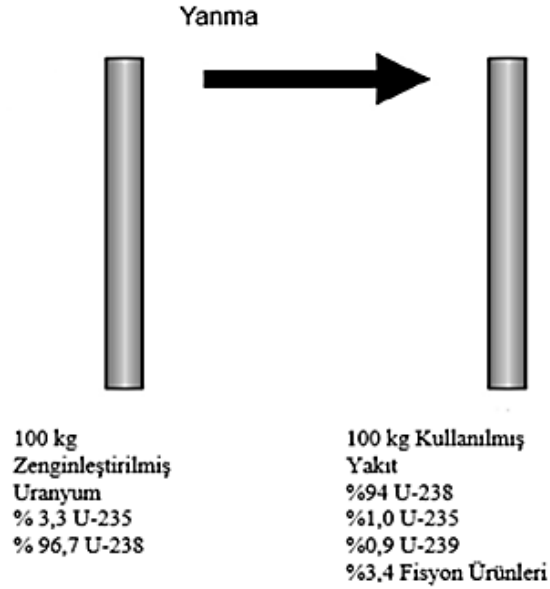 Yanma
100 kg
Zenginleştirilmiş
Uranyum
% 3,3 U-235
% 96,7 U-238
100 kg Kullanılmış
Yakıt
%94 U-238
%1,0 U-235
%0,9 U-239
%3,4 Fisyon Ürünleri